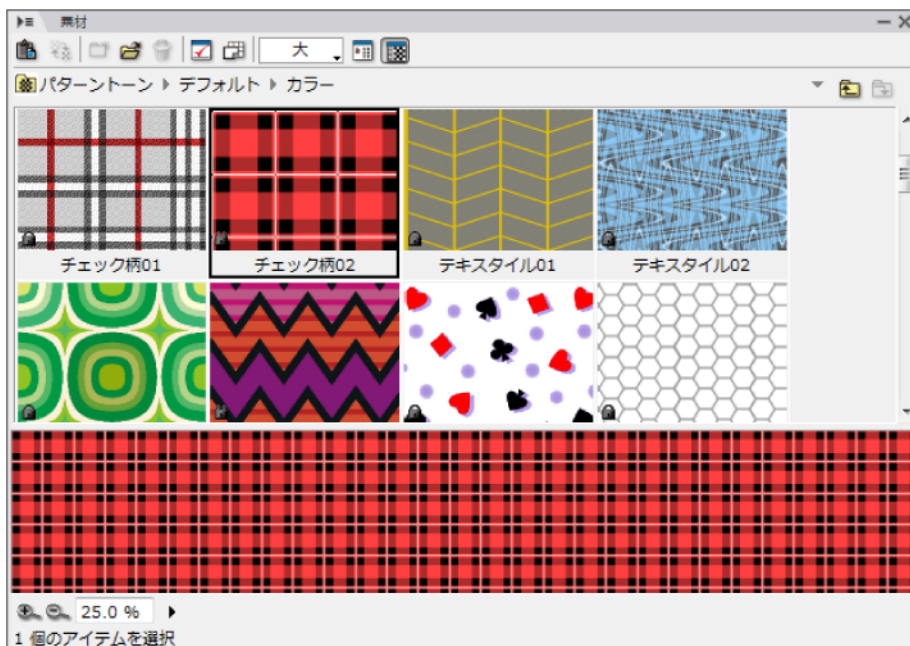 素材
大
パターントーン デフォルト カラー
チェック柄01
チェック柄02
テキスタイル01
テキスタイル02
25.0 %
1 個のアイテムを選択